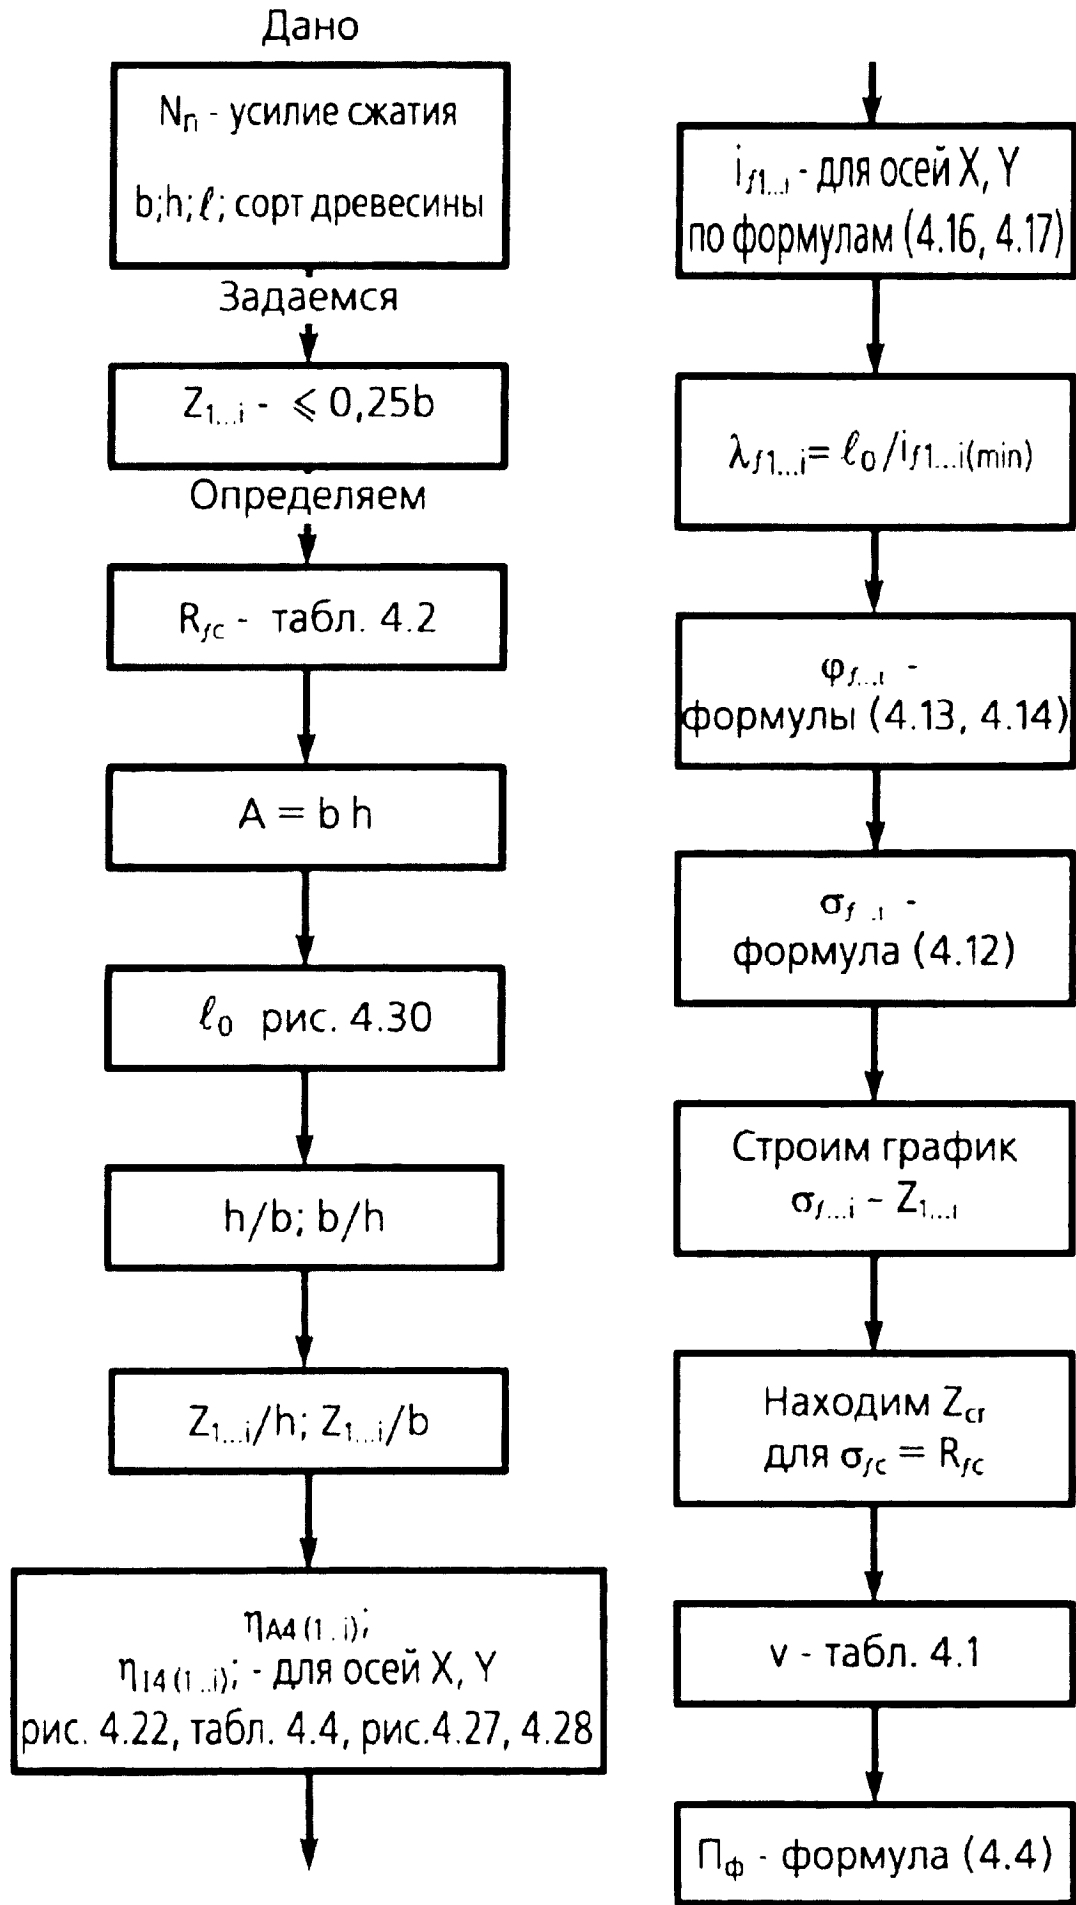 Дано
Nп - усилие сжатия
b;h;ℓ; сорт древесины
Задаемся
Z1...i - ⩽ 0,25b
Определяем
Rfc - табл. 4.2
A = b h
ℓ0 рис. 4.30
h/b; b/h
Z1...i/h; Z1...i/b
ηA4 (1..i);
ηI4 (1..i); - для осей X, Y
рис. 4.22, табл. 4.4, рис.4.27, 4.28
if1...i - для осей X, Y
по формулам (4.16, 4.17)
λf1...i = ℓ0/if1...i(min)
φf...i -
формулы (4.13, 4.14)
σf...i -
формула (4.12)
Строим график
σf...i - Z1...i
Находим Zcr
для σfc = Rfc
v - табл. 4.1
Пф - формула (4.4)